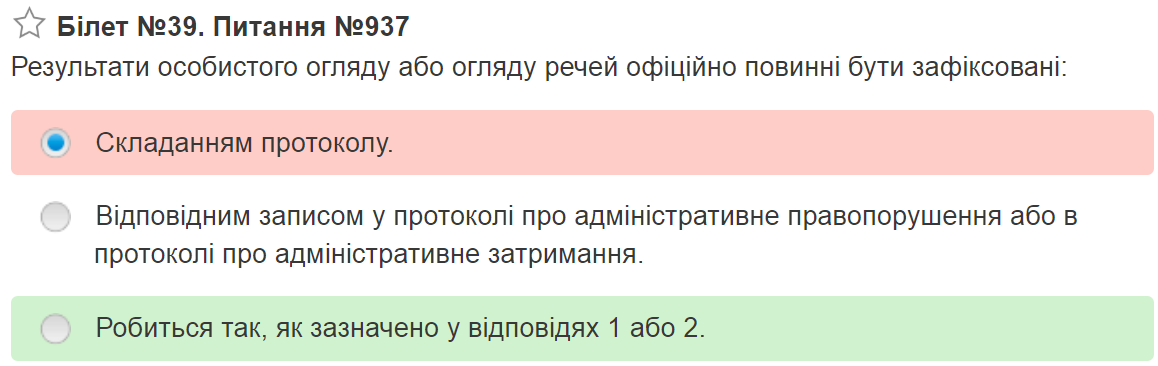 Білет №39. Питання №937
Результати особистого огляду або огляду речей офіційно повинні бути зафіксовані:
Складанням протоколу.
Відповідним записом у протоколі про адміністративне правопорушення або в
протоколі про адміністративне затримання.
Робиться так, як зазначено у відповідях 1 або 2.